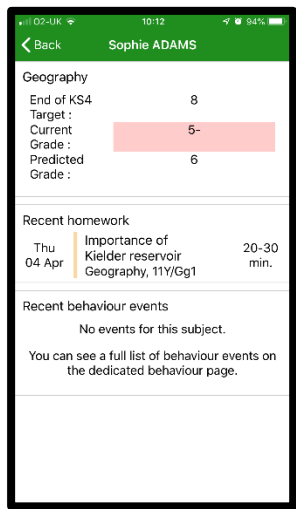 O2-UK 10:12 94%
Back Sophie ADAMS
Geography
End of KS4 8
Target :
Current 5-
Grade :
Predicted 6
Grade :
Recent homework
Importance of
Thu Kielder reservoir 20-30
04 Apr Geography, 11Y/Gg1 min.
Recent behaviour events
No events for this subject.
You can see a full list of behaviour events on
the dedicated behaviour page.